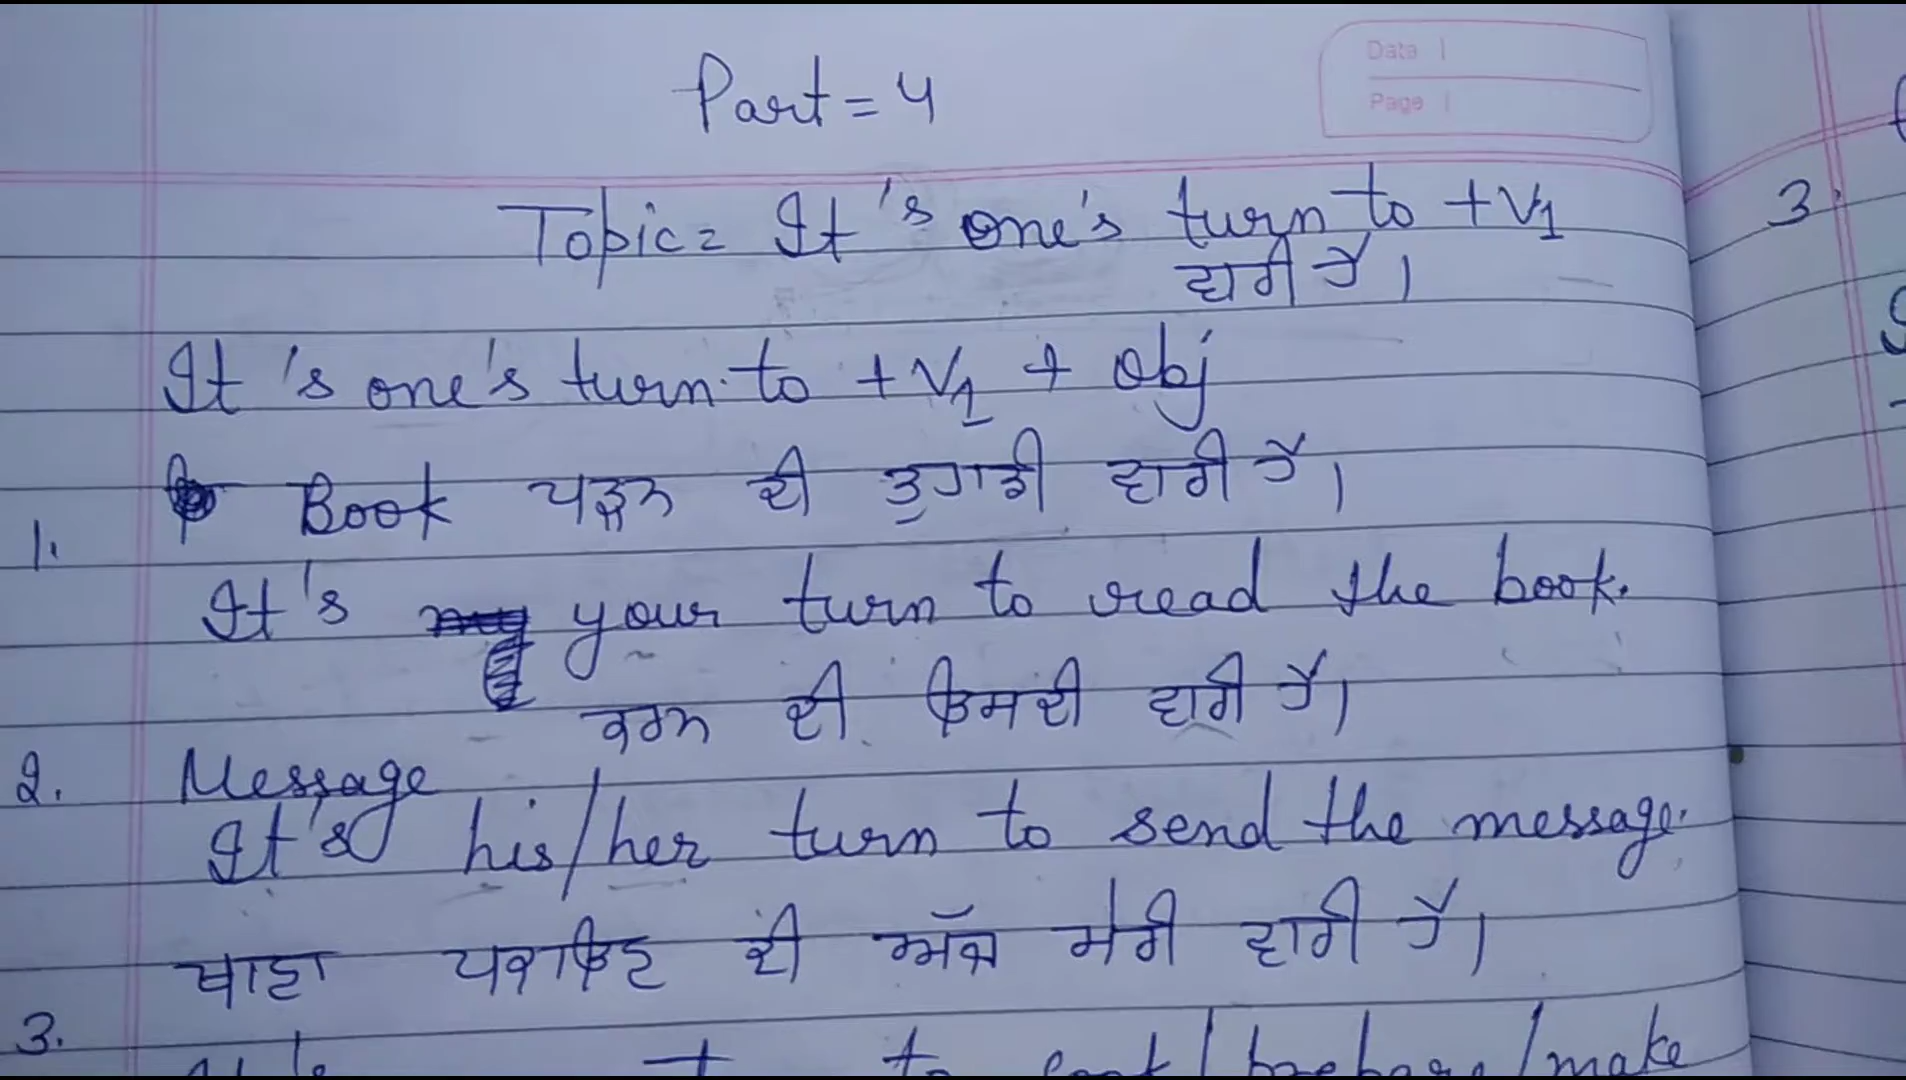 Part = 4
Data
Page
Topic = It's one's turn to + V1
ਵਾਰੀ ਹੈ।
It's one's turn to + V1 + obj
1. Book ਪੜ੍ਹਨ ਦੀ ਤੁਹਾਡੀ ਵਾਰੀ ਹੈ।
It's your turn to read the book.
2. Message ਕਰਨ ਦੀ ਉਸਦੀ ਵਾਰੀ ਹੈ।
It's his/her turn to send the message.
3. ਖਾਣਾ ਪਕਾਉਣ ਦੀ ਅੱਜ ਮੇਰੀ ਵਾਰੀ ਹੈ।
/make
3.